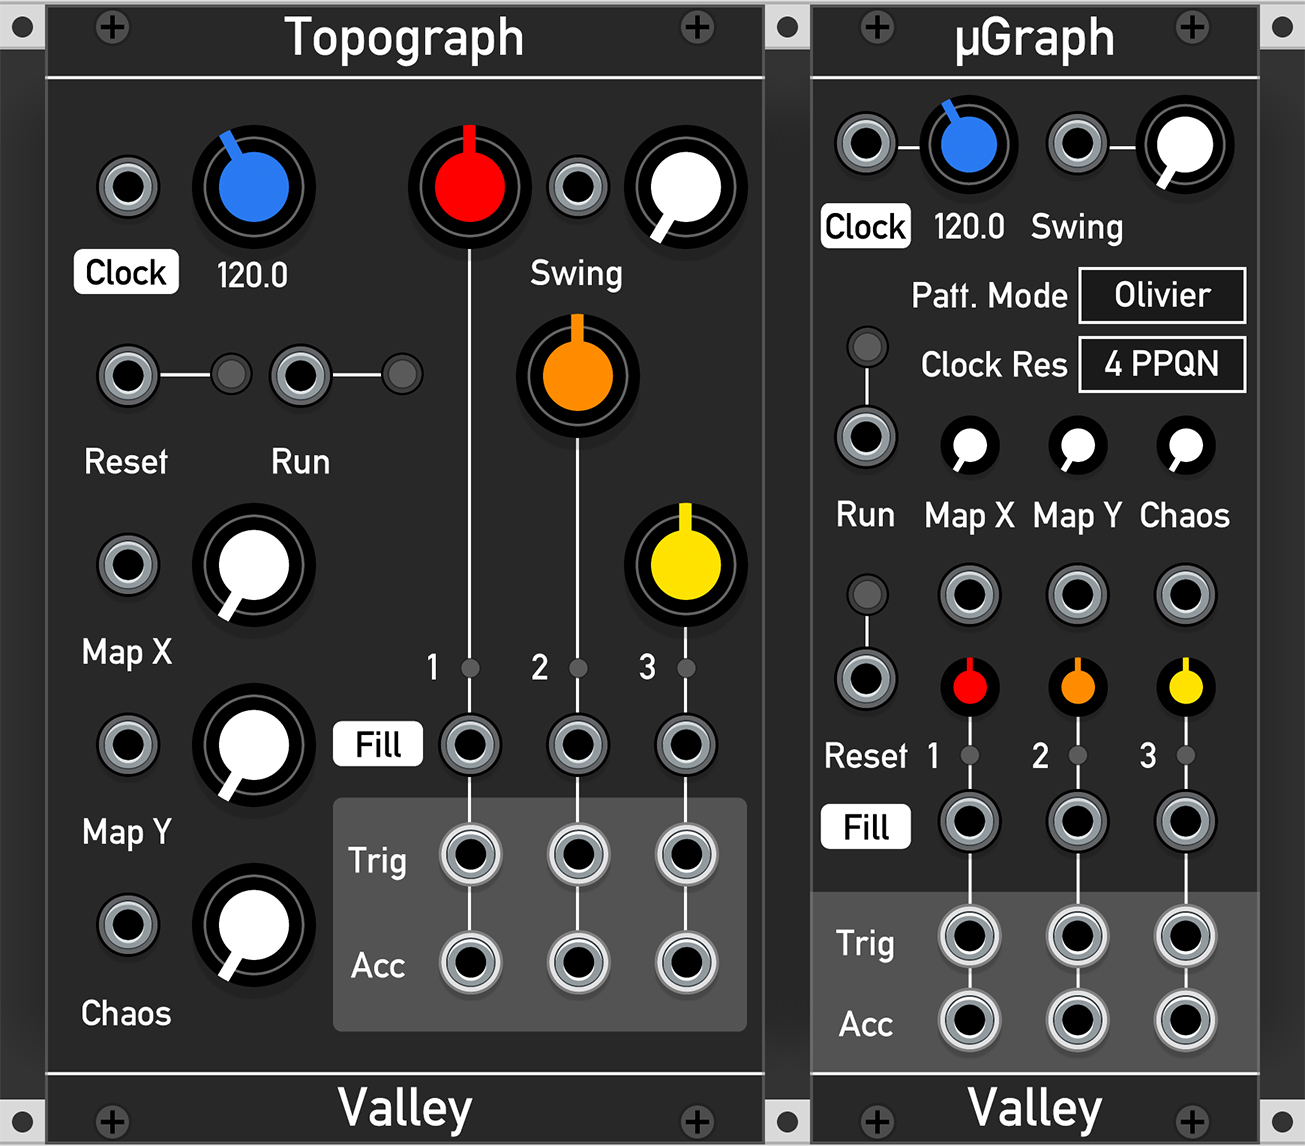 Topograph
Clock
120.0
Swing
Reset
Run
Map X
1
2
3
Fill
Map Y
Trig
Acc
Chaos
Valley
µGraph
Clock
120.0
Swing
Patt. Mode
Olivier
Clock Res
4 PPQN
Run
Map X
Map Y
Chaos
Reset
1
2
3
Fill
Trig
Acc
Valley